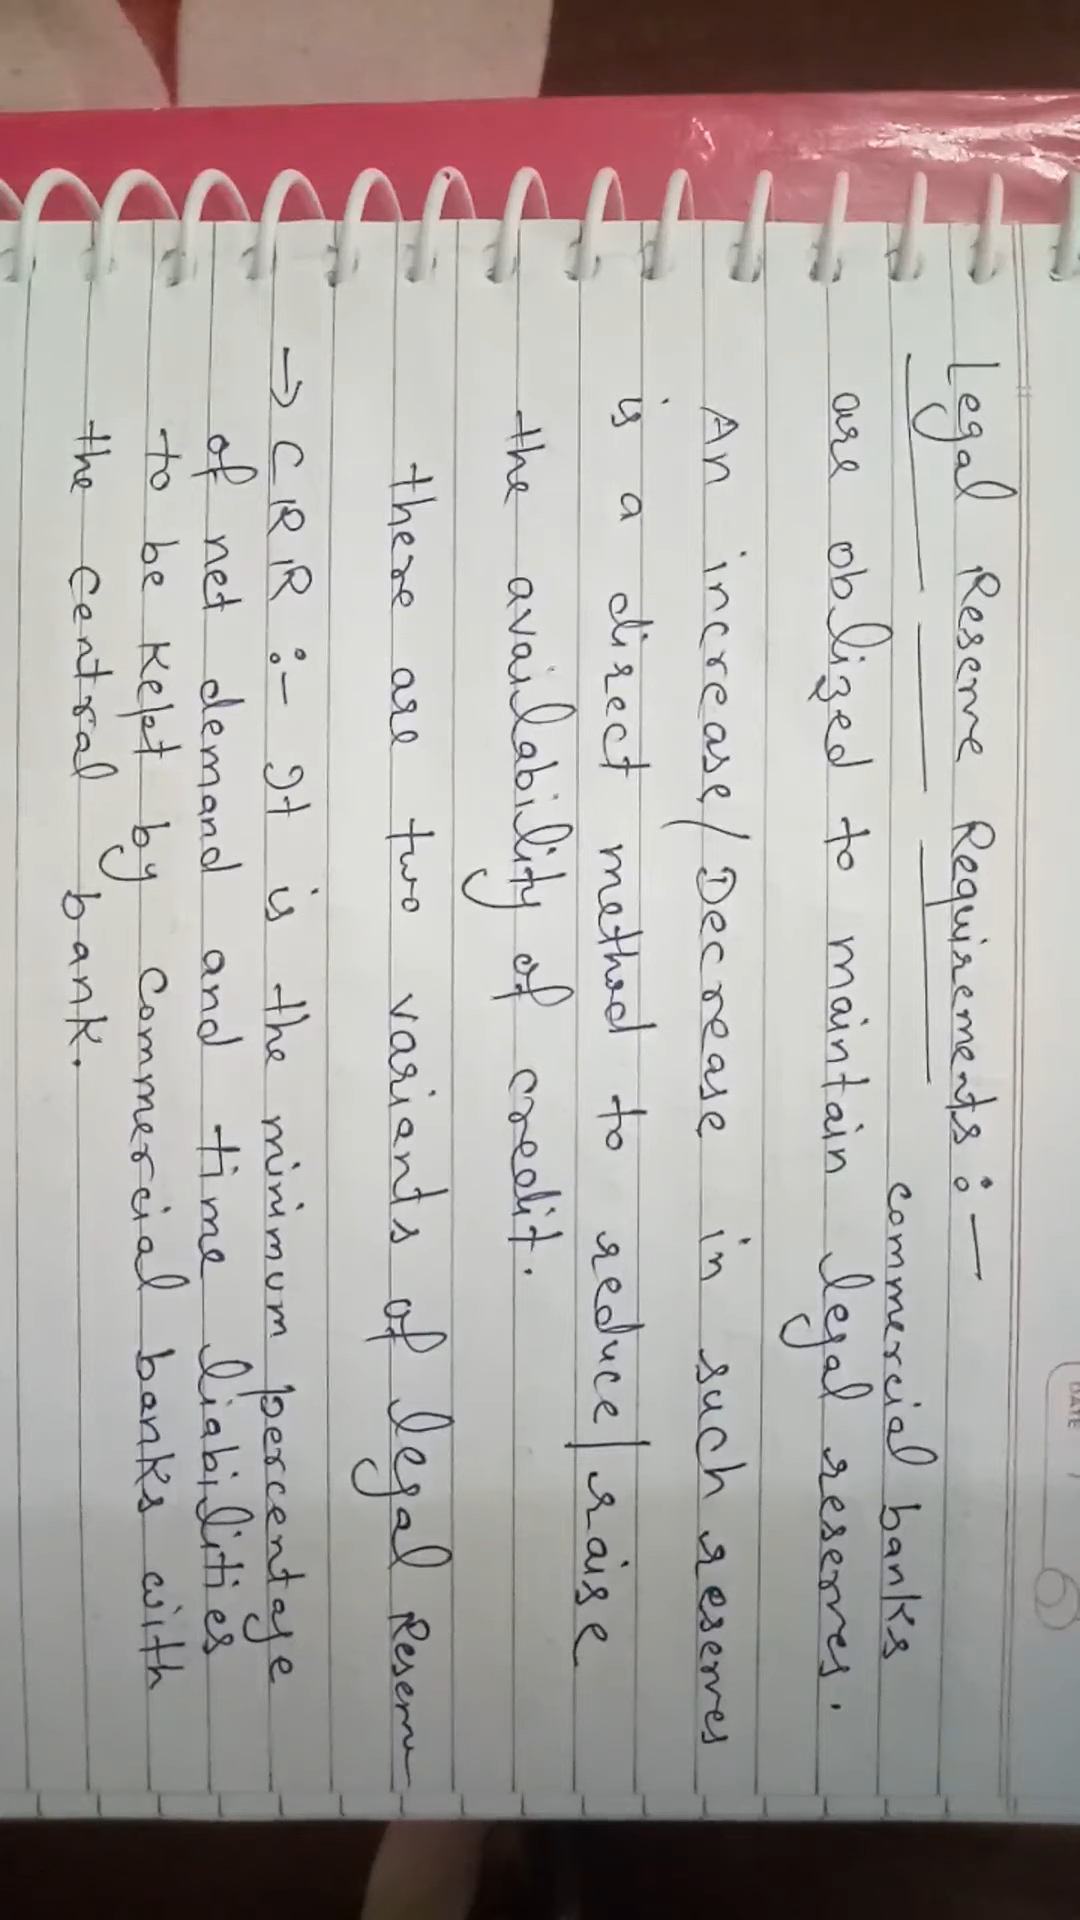 DATE
Legal Reserve Requirements :-
commercial banks
are oblized to maintain legal reserves.
An increase/Decrease in such reserves
is a direct method to reduce/raise
the availability of credit.
there are two variants of legal Reserve
→ CRR :- It is the minimum percentage
of net demand and time liabilities
to be kept by commercial banks with
the central bank.